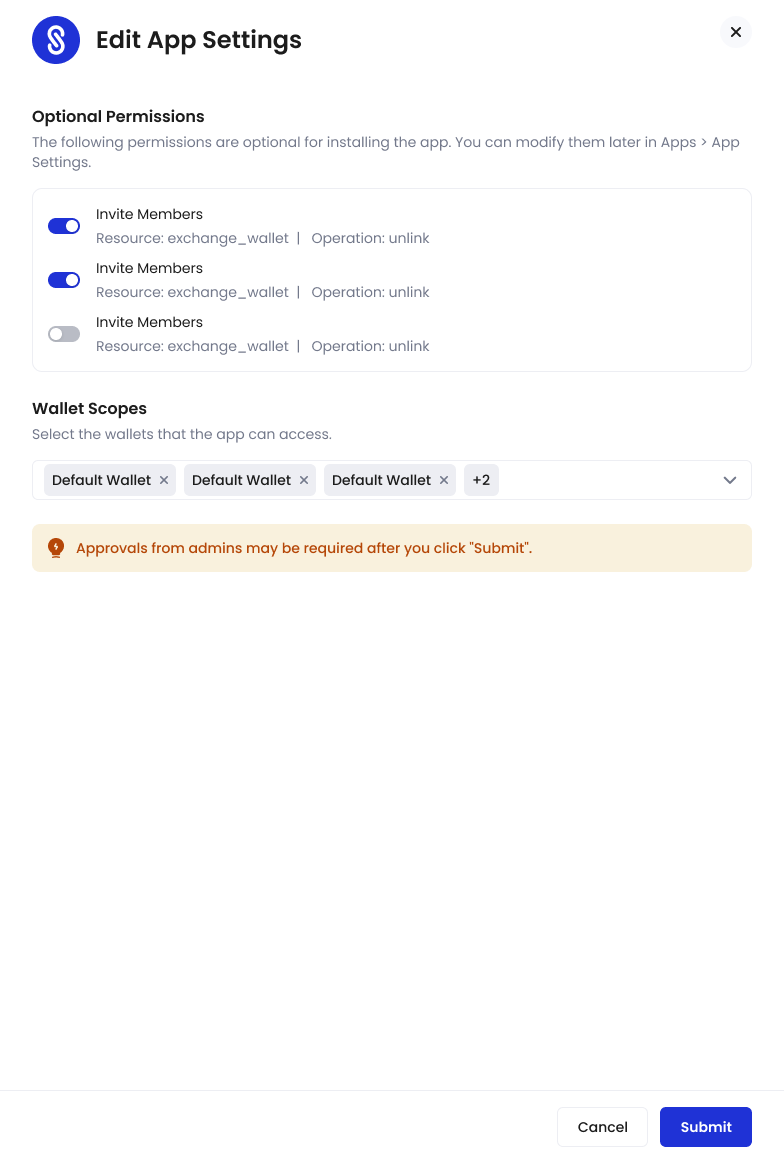 Edit App Settings
Optional Permissions
The following permissions are optional for installing the app. You can modify them later in Apps > App
Settings.
Invite Members
Resource: exchange_wallet | Operation: unlink
Invite Members
Resource: exchange_wallet | Operation: unlink
Invite Members
Resource: exchange_wallet | Operation: unlink
Wallet Scopes
Select the wallets that the app can access.
Default Wallet Default Wallet Default Wallet +2
Approvals from admins may be required after you click "Submit".
Cancel Submit